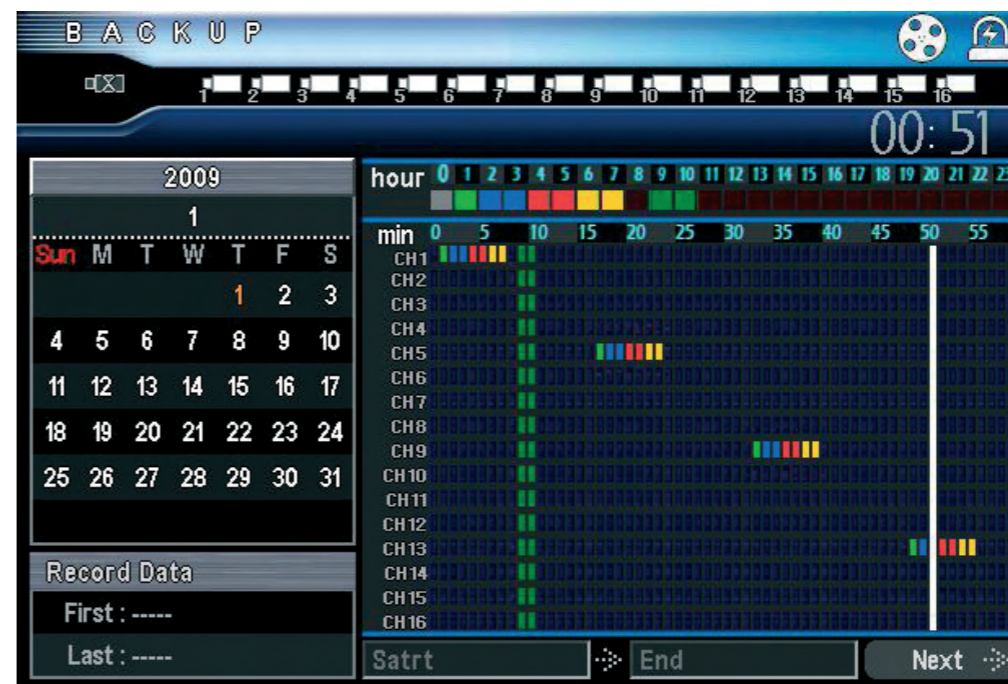 BACKUP
1 2 3 4 5 6 7 8 9 10 11 12 13 14 15 16
00:51
2009
1
Sun M T W T F S
1 2 3
4 5 6 7 8 9 10
11 12 13 14 15 16 17
18 19 20 21 22 23 24
25 26 27 28 29 30 31
Record Data
First : -----
Last : -----
hour 0 1 2 3 4 5 6 7 8 9 10 11 12 13 14 15 16 17 18 19 20 21 22 23
min 0 5 10 15 20 25 30 35 40 45 50 55
CH1
CH2
CH3
CH4
CH5
CH6
CH7
CH8
CH9
CH10
CH11
CH12
CH13
CH14
CH15
CH16
Satrt End Next